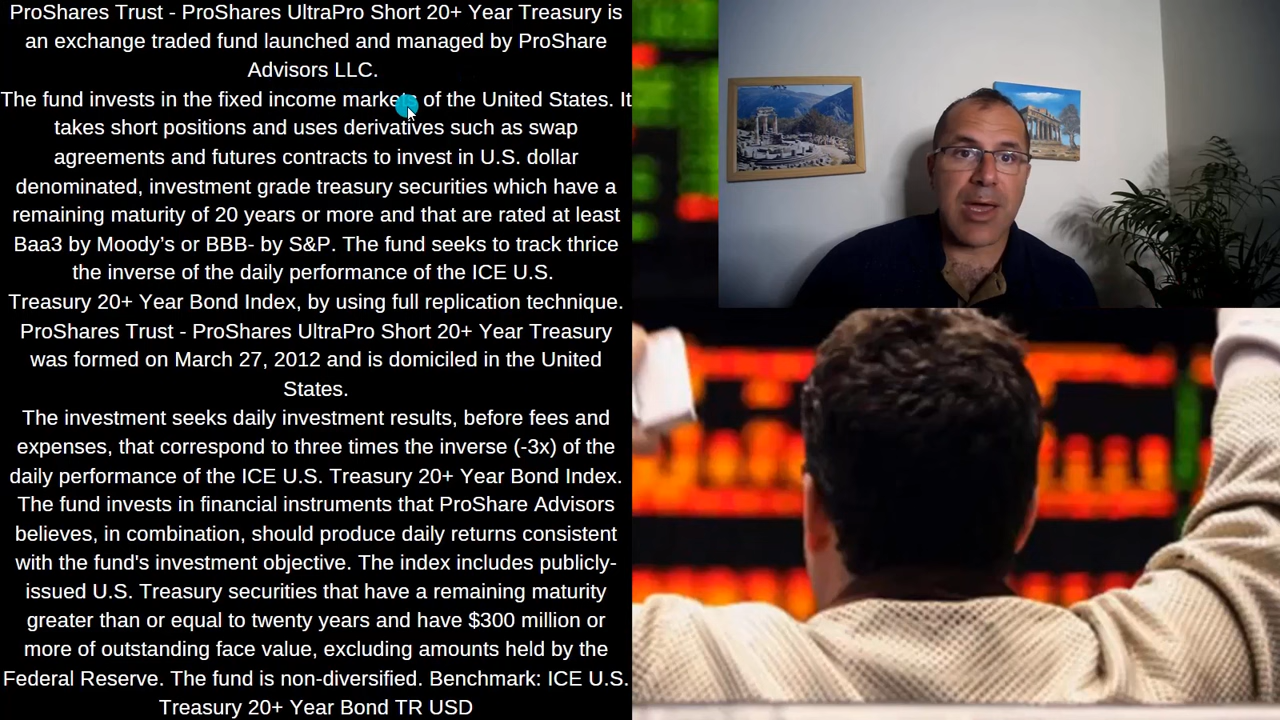 ProShares Trust - ProShares UltraPro Short 20+ Year Treasury is
an exchange traded fund launched and managed by ProShare
Advisors LLC.
The fund invests in the fixed income markets of the United States. It
takes short positions and uses derivatives such as swap
agreements and futures contracts to invest in U.S. dollar
denominated, investment grade treasury securities which have a
remaining maturity of 20 years or more and that are rated at least
Baa3 by Moody’s or BBB- by S&P. The fund seeks to track thrice
the inverse of the daily performance of the ICE U.S.
Treasury 20+ Year Bond Index, by using full replication technique.
ProShares Trust - ProShares UltraPro Short 20+ Year Treasury
was formed on March 27, 2012 and is domiciled in the United
States.
The investment seeks daily investment results, before fees and
expenses, that correspond to three times the inverse (-3x) of the
daily performance of the ICE U.S. Treasury 20+ Year Bond Index.
The fund invests in financial instruments that ProShare Advisors
believes, in combination, should produce daily returns consistent
with the fund's investment objective. The index includes publicly-
issued U.S. Treasury securities that have a remaining maturity
greater than or equal to twenty years and have $300 million or
more of outstanding face value, excluding amounts held by the
Federal Reserve. The fund is non-diversified. Benchmark: ICE U.S.
Treasury 20+ Year Bond TR USD